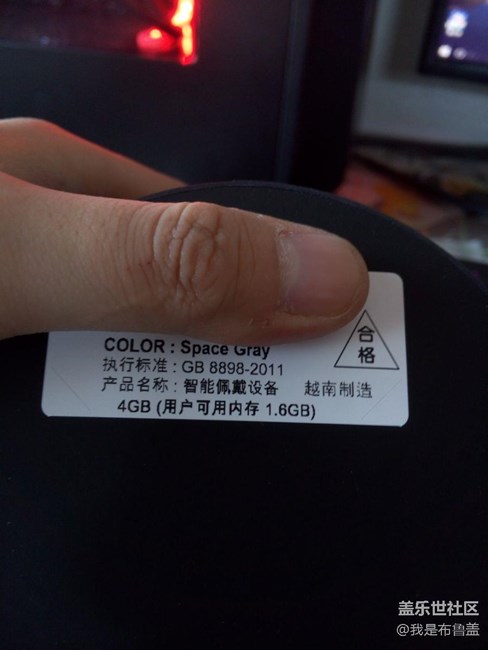 COLOR : Space Gray
执行标准 : GB 8898-2011
产品名称 : 智能佩戴设备 越南制造
4GB (用户可用内存 1.6GB)
合格
盖乐世社区
@我是布鲁盖